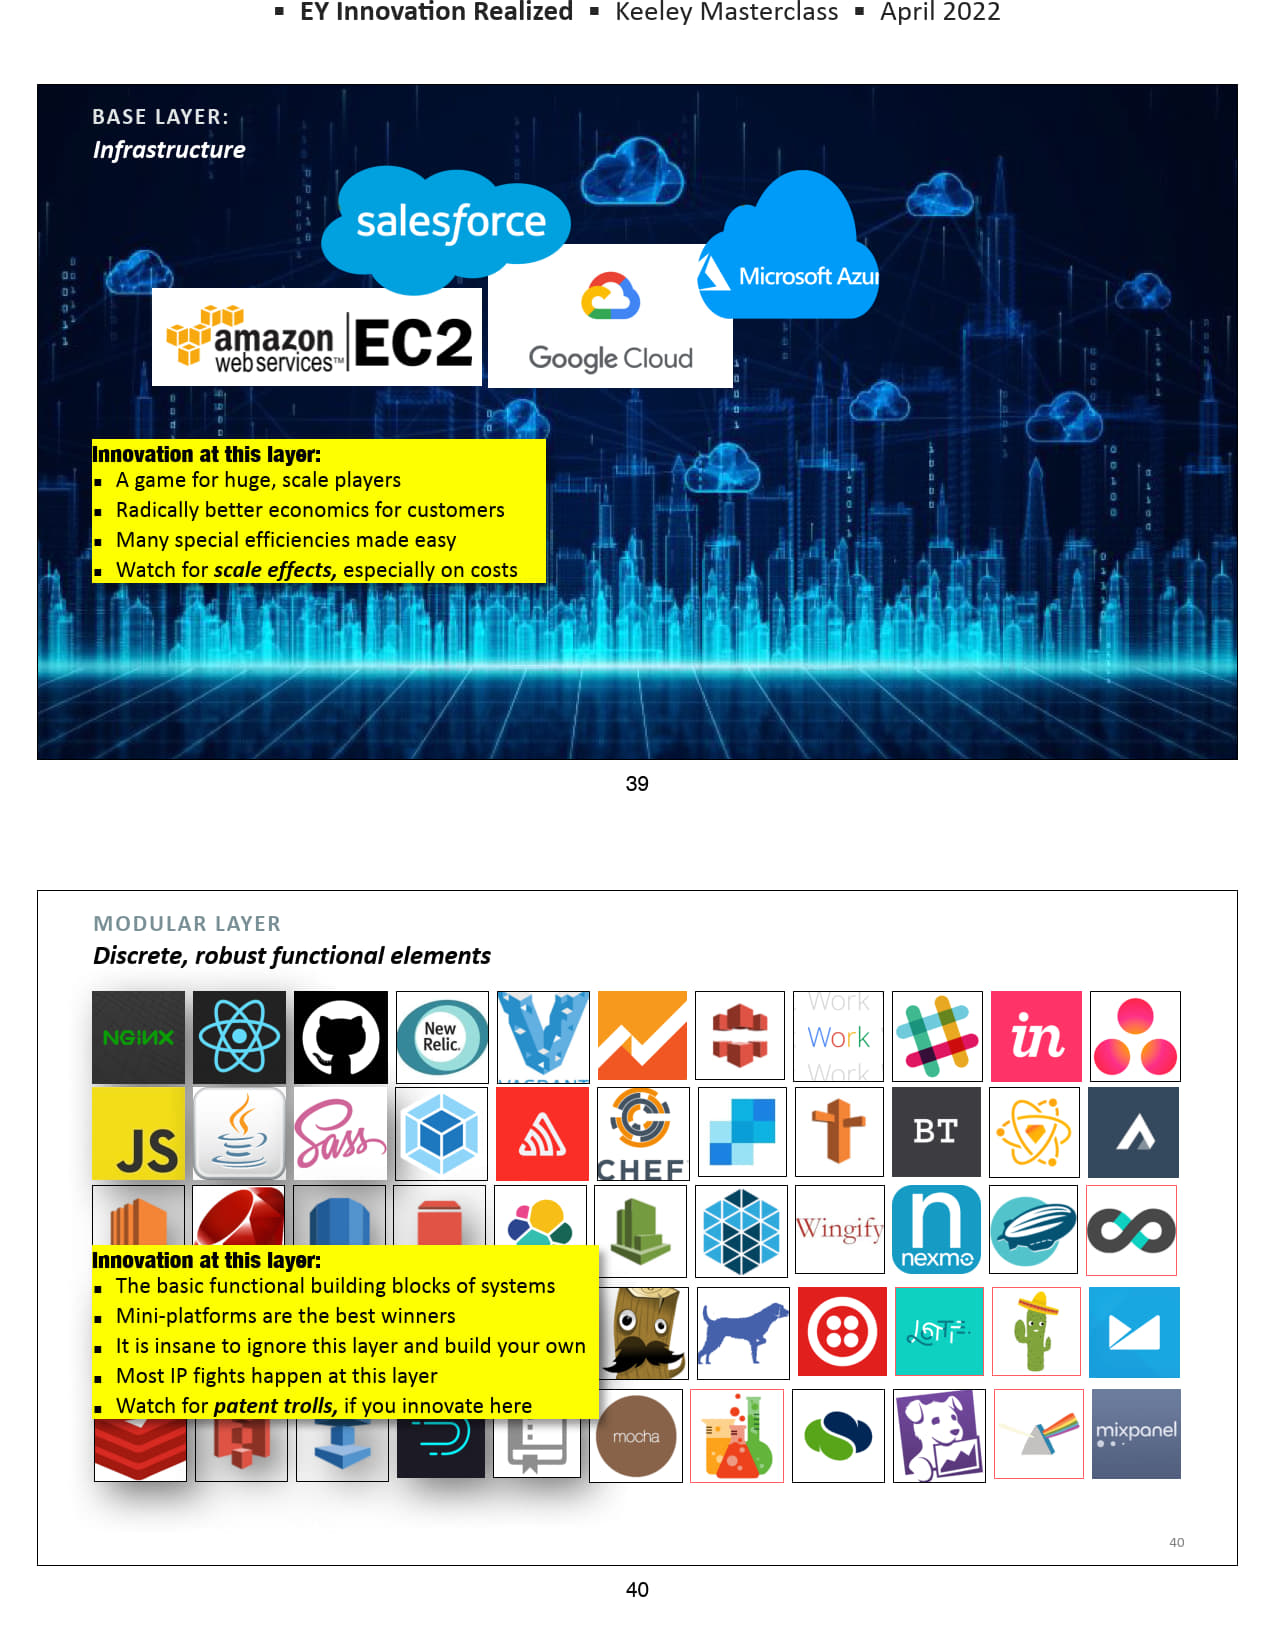 ▪ EY Innovation Realized ▪ Keeley Masterclass ▪ April 2022
BASE LAYER:
Infrastructure
salesforce
Microsoft Azur
amazon
web services™
EC2
Google Cloud
Innovation at this layer:
▪ A game for huge, scale players
▪ Radically better economics for customers
▪ Many special efficiencies made easy
▪ Watch for scale effects, especially on costs
39
MODULAR LAYER
Discrete, robust functional elements
NGINX
New
Relic.
VAGRANT
Work
Work
Work
in
JS
Sass
CHEF
BT
Wingify
nexmo
Innovation at this layer:
▪ The basic functional building blocks of systems
▪ Mini-platforms are the best winners
▪ It is insane to ignore this layer and build your own
▪ Most IP fights happen at this layer
▪ Watch for patent trolls, if you innovate here
mocha
mixpanel
40
40